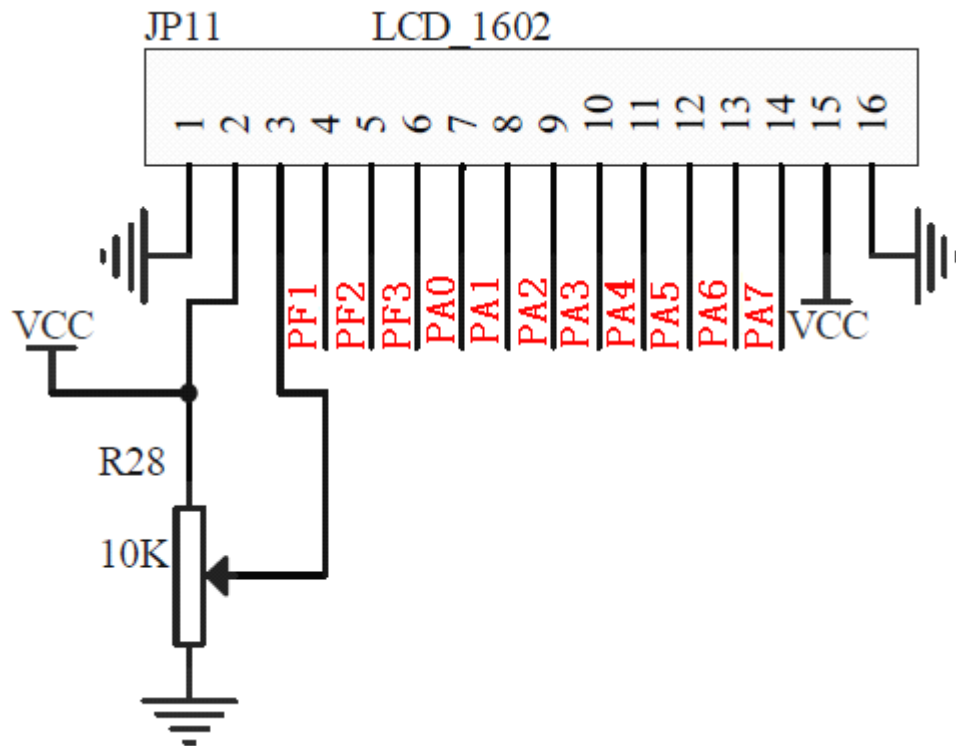 JP11 LCD_1602
1 2 3 4 5 6 7 8 9 10 11 12 13 14 15 16
PF1 PF2 PF3 PA0 PA1 PA2 PA3 PA4 PA5 PA6 PA7
VCC VCC
R28
10K